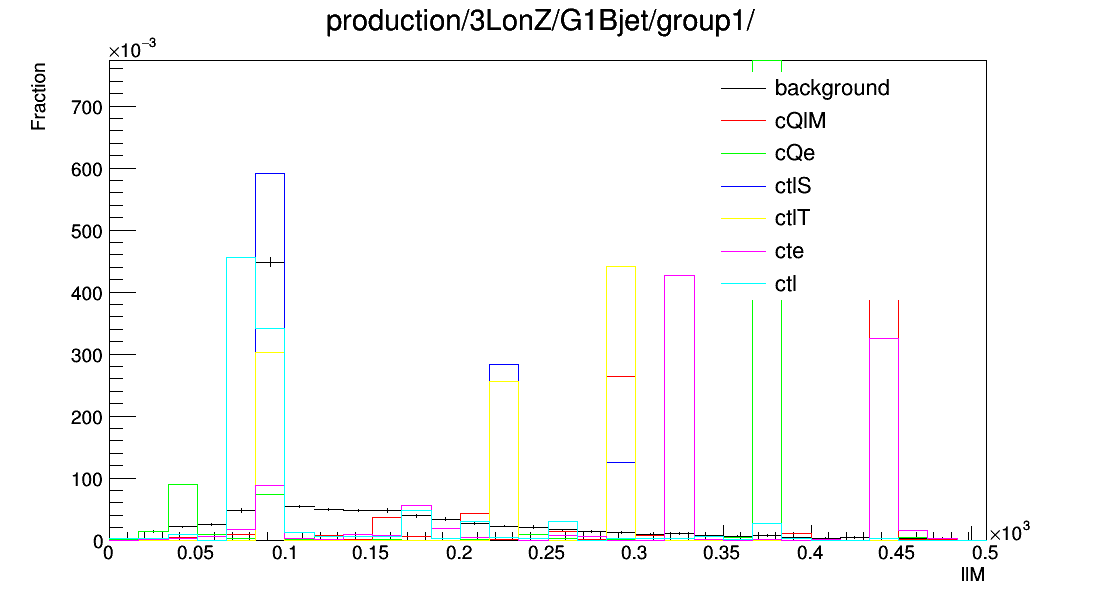 production/3LonZ/G1Bjet/group1/
×10⁻³
Fraction
700
600
500
400
300
200
100
0
background
cQlM
cQe
ctlS
ctlT
cte
ctl
0 0.05 0.1 0.15 0.2 0.25 0.3 0.35 0.4 0.45 0.5
×10³
llM